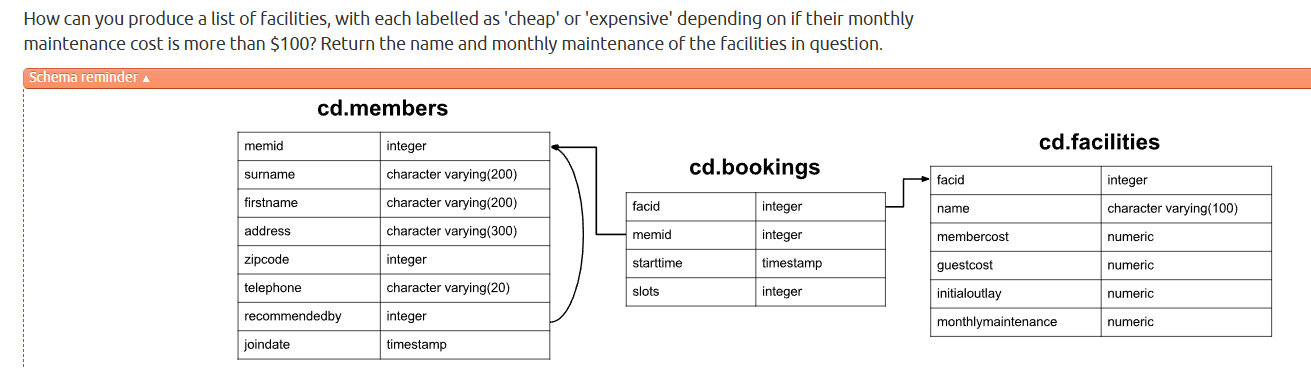 How can you produce a list of facilities, with each labelled as 'cheap' or 'expensive' depending on if their monthly
maintenance cost is more than $100? Return the name and monthly maintenance of the facilities in question.
Schema reminder ▲
cd.members
memid integer
surname character varying(200)
firstname character varying(200)
address character varying(300)
zipcode integer
telephone character varying(20)
recommendedby integer
joindate timestamp
cd.bookings
facid integer
memid integer
starttime timestamp
slots integer
cd.facilities
facid integer
name character varying(100)
membercost numeric
guestcost numeric
initialoutlay numeric
monthlymaintenance numeric